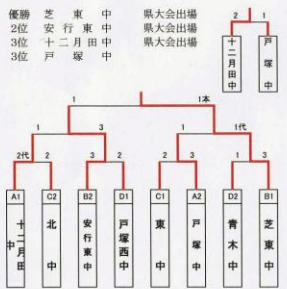 優勝 芝東中 県大会出場
2位 安行東中 県大会出場
3位 十二月田中 県大会出場
3位 戸塚中
2 1
十二月田中 戸塚中
1 1本
1 3 1 1代
2代 2 3 2 2 3 1 3
A1 C2 B2 D1 C1 A2 D2 B1
十二月田中 北中 安行東中 戸塚西中 東中 戸塚中 青木中 芝東中